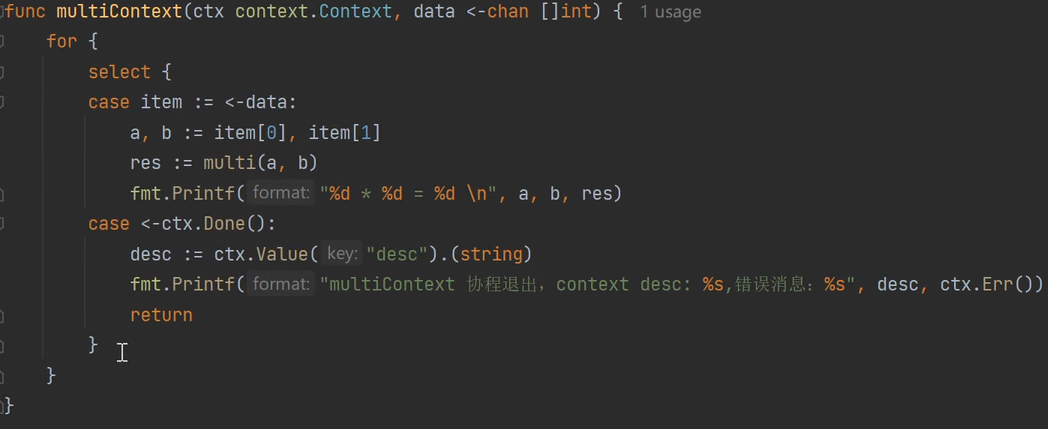 func multiContext(ctx context.Context, data <-chan []int) { 1 usage
for {
select {
case item := <-data:
a, b := item[0], item[1]
res := multi(a, b)
fmt.Printf( format: "%d * %d = %d \n", a, b, res)
case <-ctx.Done():
desc := ctx.Value( key: "desc").(string)
fmt.Printf( format: "multiContext 协程退出，context desc: %s,错误消息：%s", desc, ctx.Err())
return
}
}
}